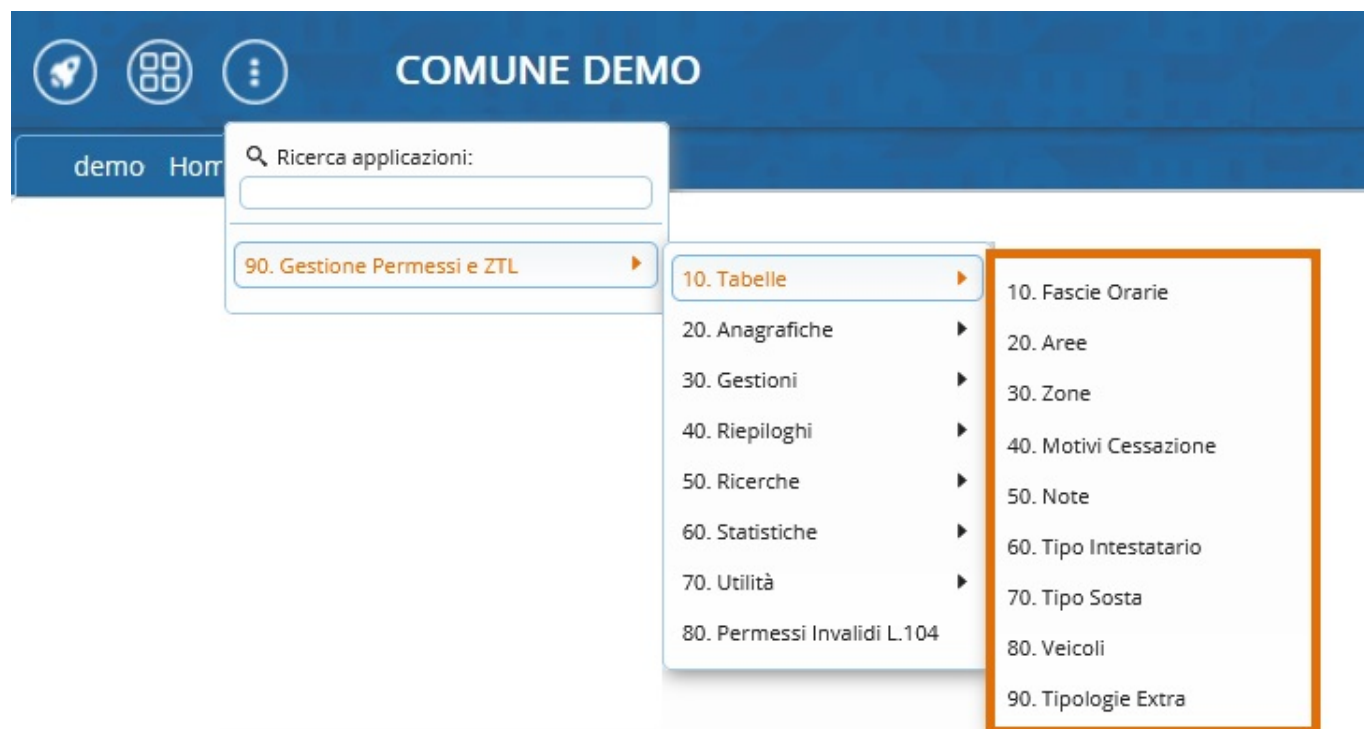 COMUNE DEMO
demo Hom
Ricerca applicazioni:
90. Gestione Permessi e ZTL
10. Tabelle
20. Anagrafiche
30. Gestioni
40. Riepiloghi
50. Ricerche
60. Statistiche
70. Utilità
80. Permessi Invalidi L.104
10. Fascie Orarie
20. Aree
30. Zone
40. Motivi Cessazione
50. Note
60. Tipo Intestatario
70. Tipo Sosta
80. Veicoli
90. Tipologie Extra